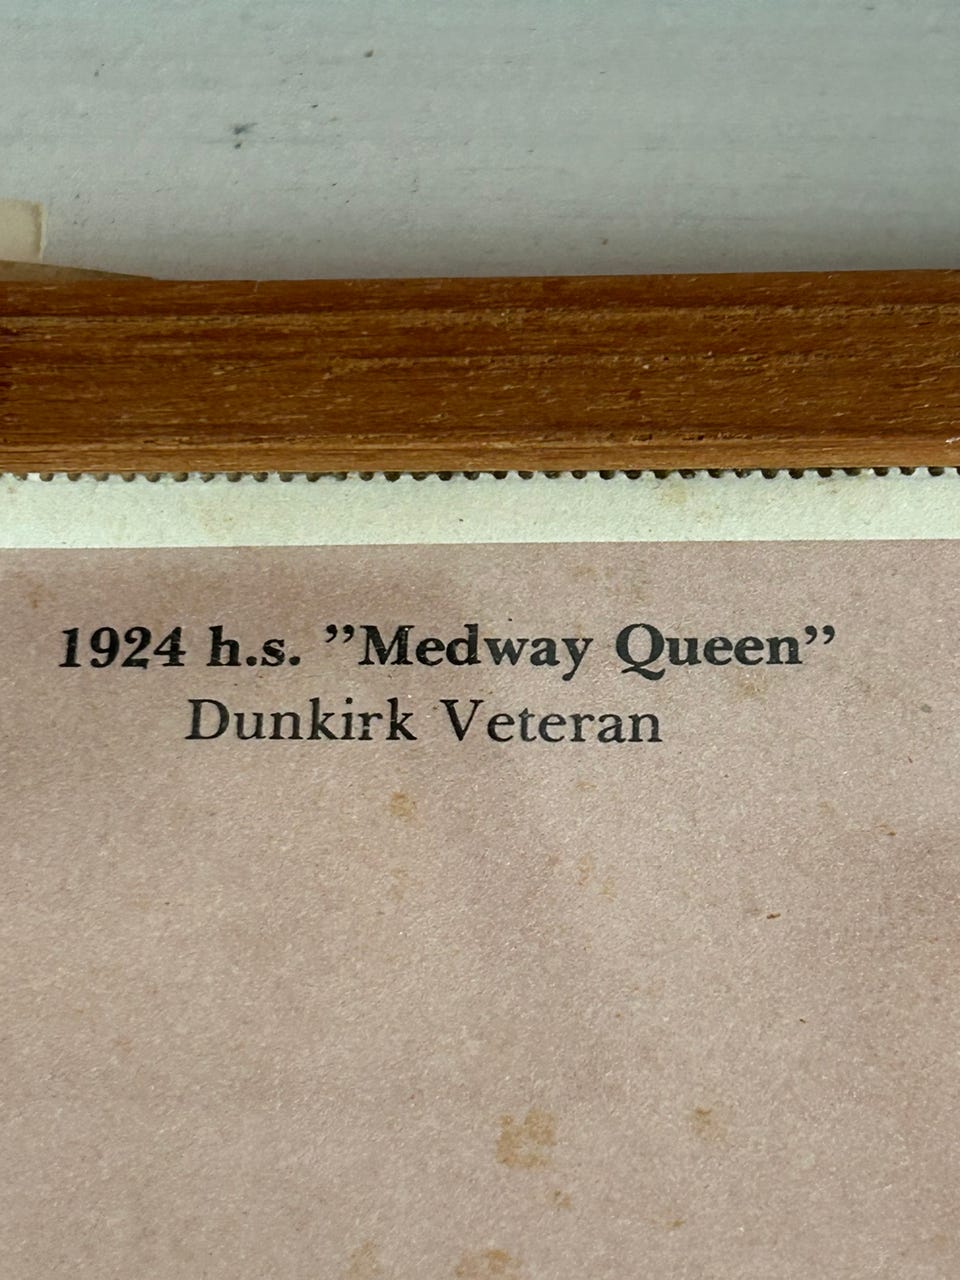 1924 h.s. ”Medway Queen”
Dunkirk Veteran